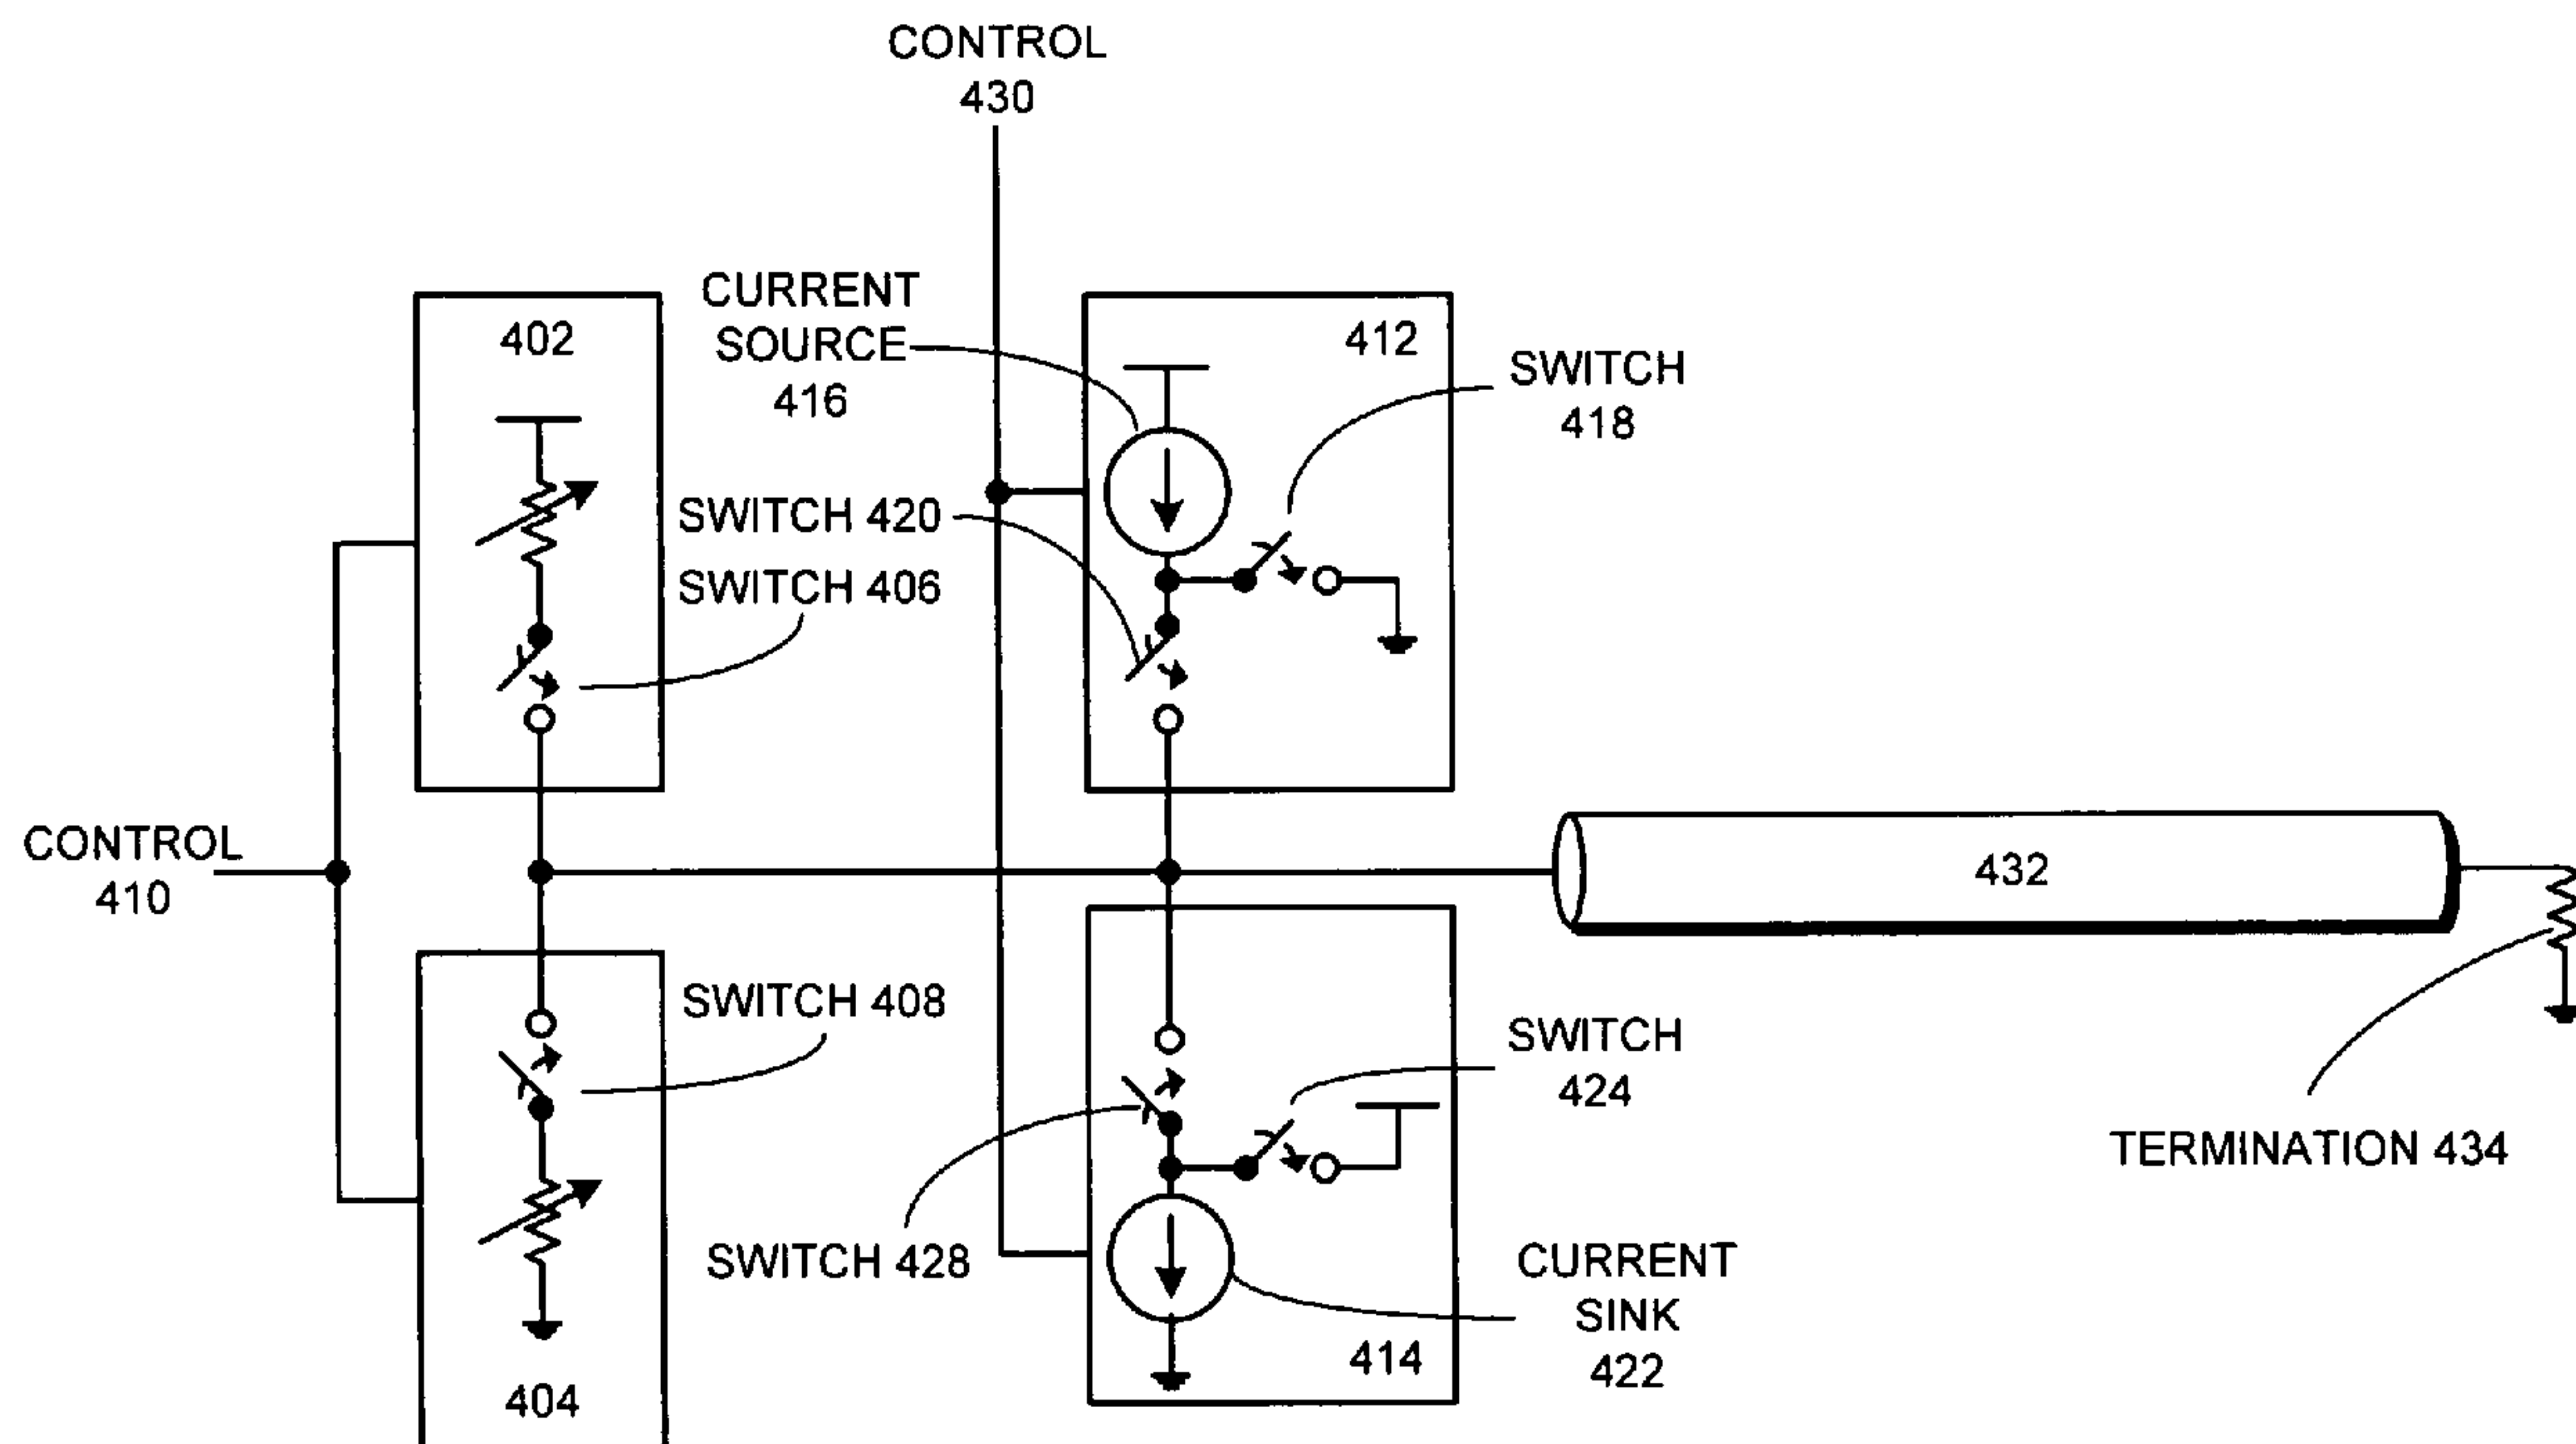 CONTROL
430
CURRENT
SOURCE
416
402
412
SWITCH
418
SWITCH 420
SWITCH 406
CONTROL
410
432
SWITCH 408
SWITCH
424
TERMINATION 434
SWITCH 428
CURRENT
SINK
422
414
404